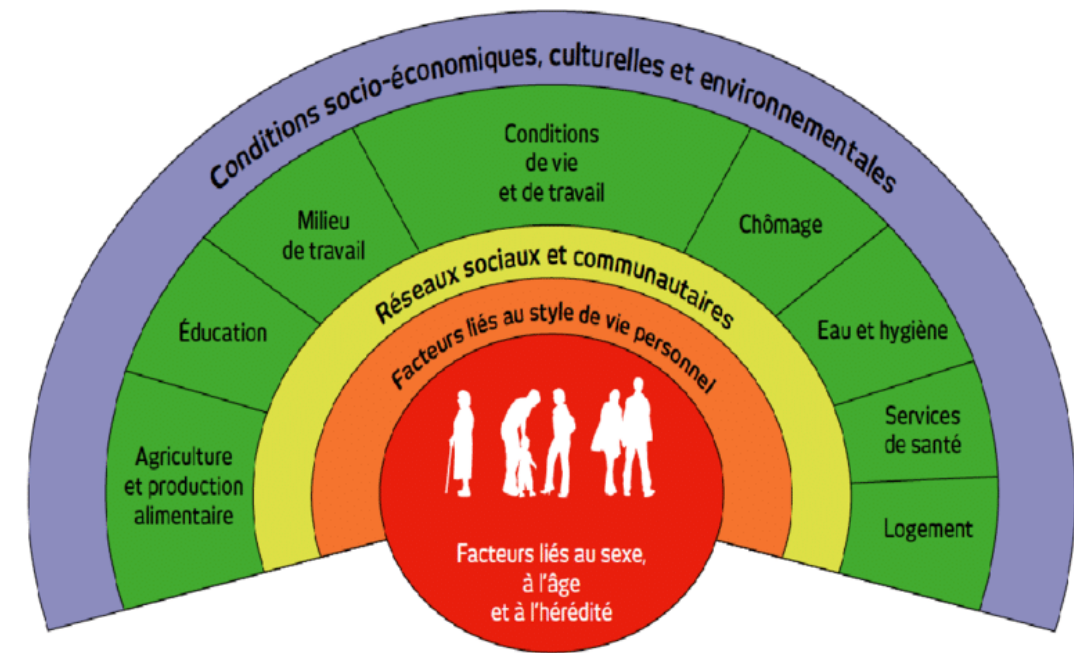 Conditions socio-économiques, culturelles et environnementales
Conditions
de vie
et de travail
Milieu
de travail
Chômage
Éducation
Eau et hygiène
Agriculture
et production
alimentaire
Services
de santé
Logement
Réseaux sociaux et communautaires
Facteurs liés au style de vie personnel
Facteurs liés au sexe,
à l'âge
et à l'hérédité